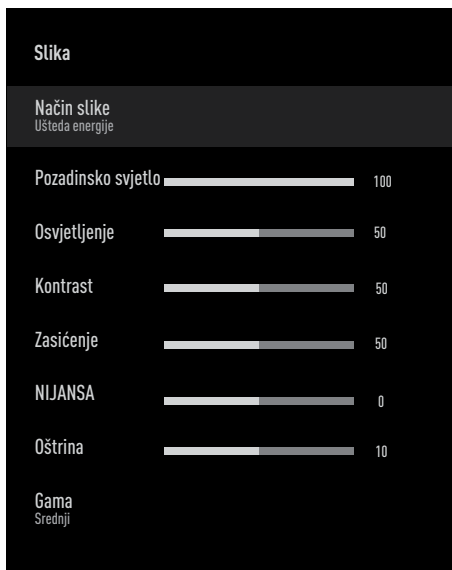 Slika
Način slike
Ušteda energije
Pozadinsko svjetlo 100
Osvjetljenje 50
Kontrast 50
Zasićenje 50
NIJANSA 0
Oštrina 10
Gama
Srednji